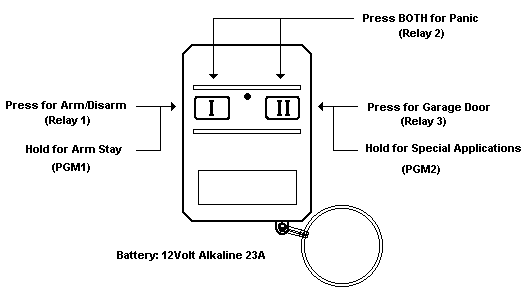 Press BOTH for Panic
(Relay 2)
Press for Arm/Disarm
(Relay 1)
I
II
Press for Garage Door
(Relay 3)
Hold for Arm Stay
(PGM1)
Hold for Special Applications
(PGM2)
Battery: 12Volt Alkaline 23A